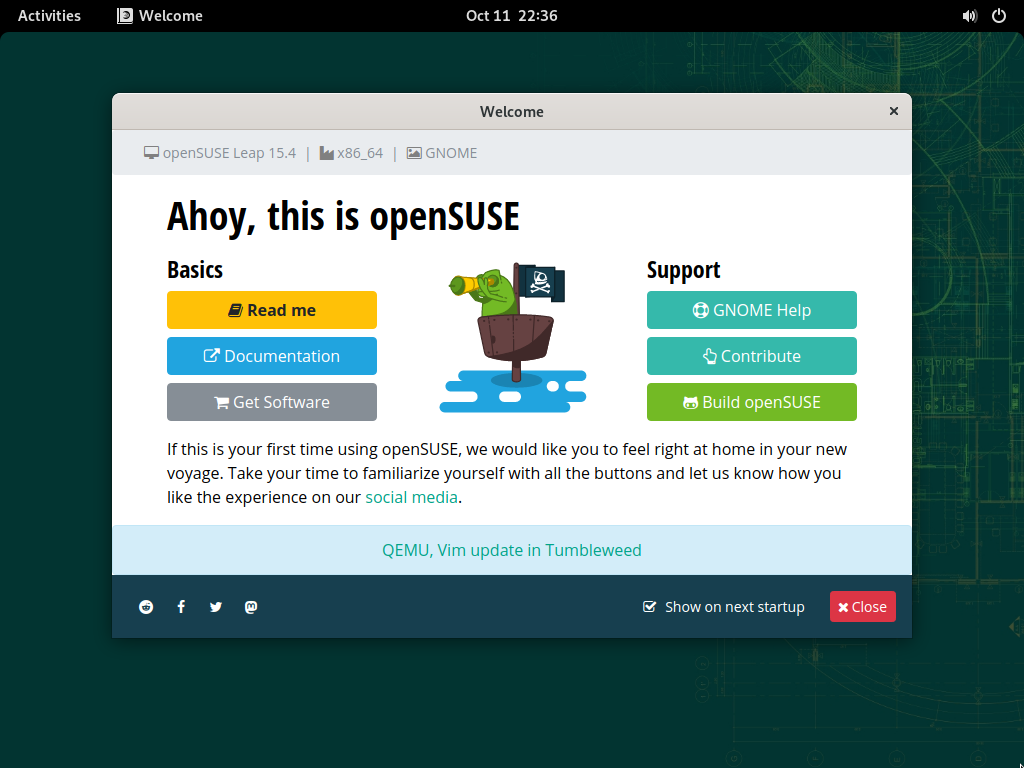 Activities Welcome Oct 11 22:36
Welcome
openSUSE Leap 15.4 | x86_64 | GNOME
Ahoy, this is openSUSE
Basics
Read me
Documentation
Get Software
Support
GNOME Help
Contribute
Build openSUSE
If this is your first time using openSUSE, we would like you to feel right at home in your new
voyage. Take your time to familiarize yourself with all the buttons and let us know how you
like the experience on our social media.
QEMU, Vim update in Tumbleweed
Show on next startup
Close